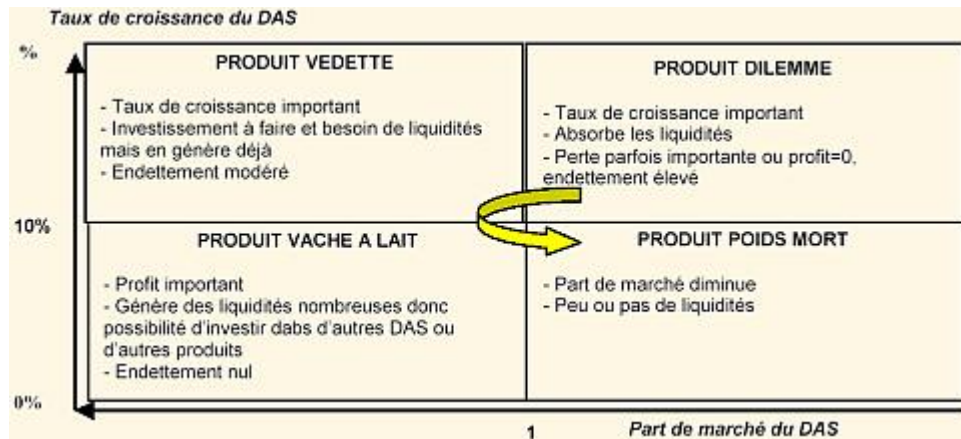 Taux de croissance du DAS
%
PRODUIT VEDETTE
- Taux de croissance important
- Investissement à faire et besoin de liquidités
mais en génère déjà
- Endettement modéré
PRODUIT DILEMME
- Taux de croissance important
- Absorbe les liquidités
- Perte parfois importante ou profit=0,
endettement élevé
10%
PRODUIT VACHE A LAIT
- Profit important
- Génère des liquidités nombreuses donc
possibilité d'investir dabs d'autres DAS ou
d'autres produits
- Endettement nul
PRODUIT POIDS MORT
- Part de marché diminue
- Peu ou pas de liquidités
0%
1
Part de marché du DAS